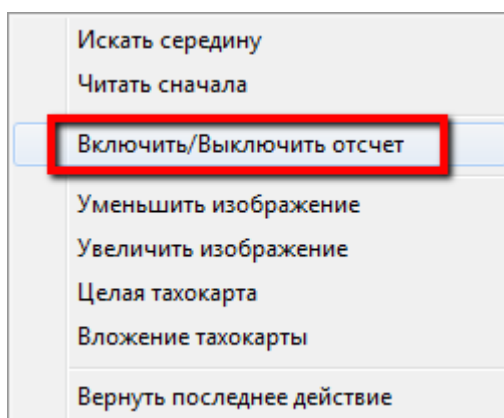 Искать середину
Читать сначала
Включить/Выключить отсчет
Уменьшить изображение
Увеличить изображение
Целая тахокарта
Вложение тахокарты
Вернуть последнее действие